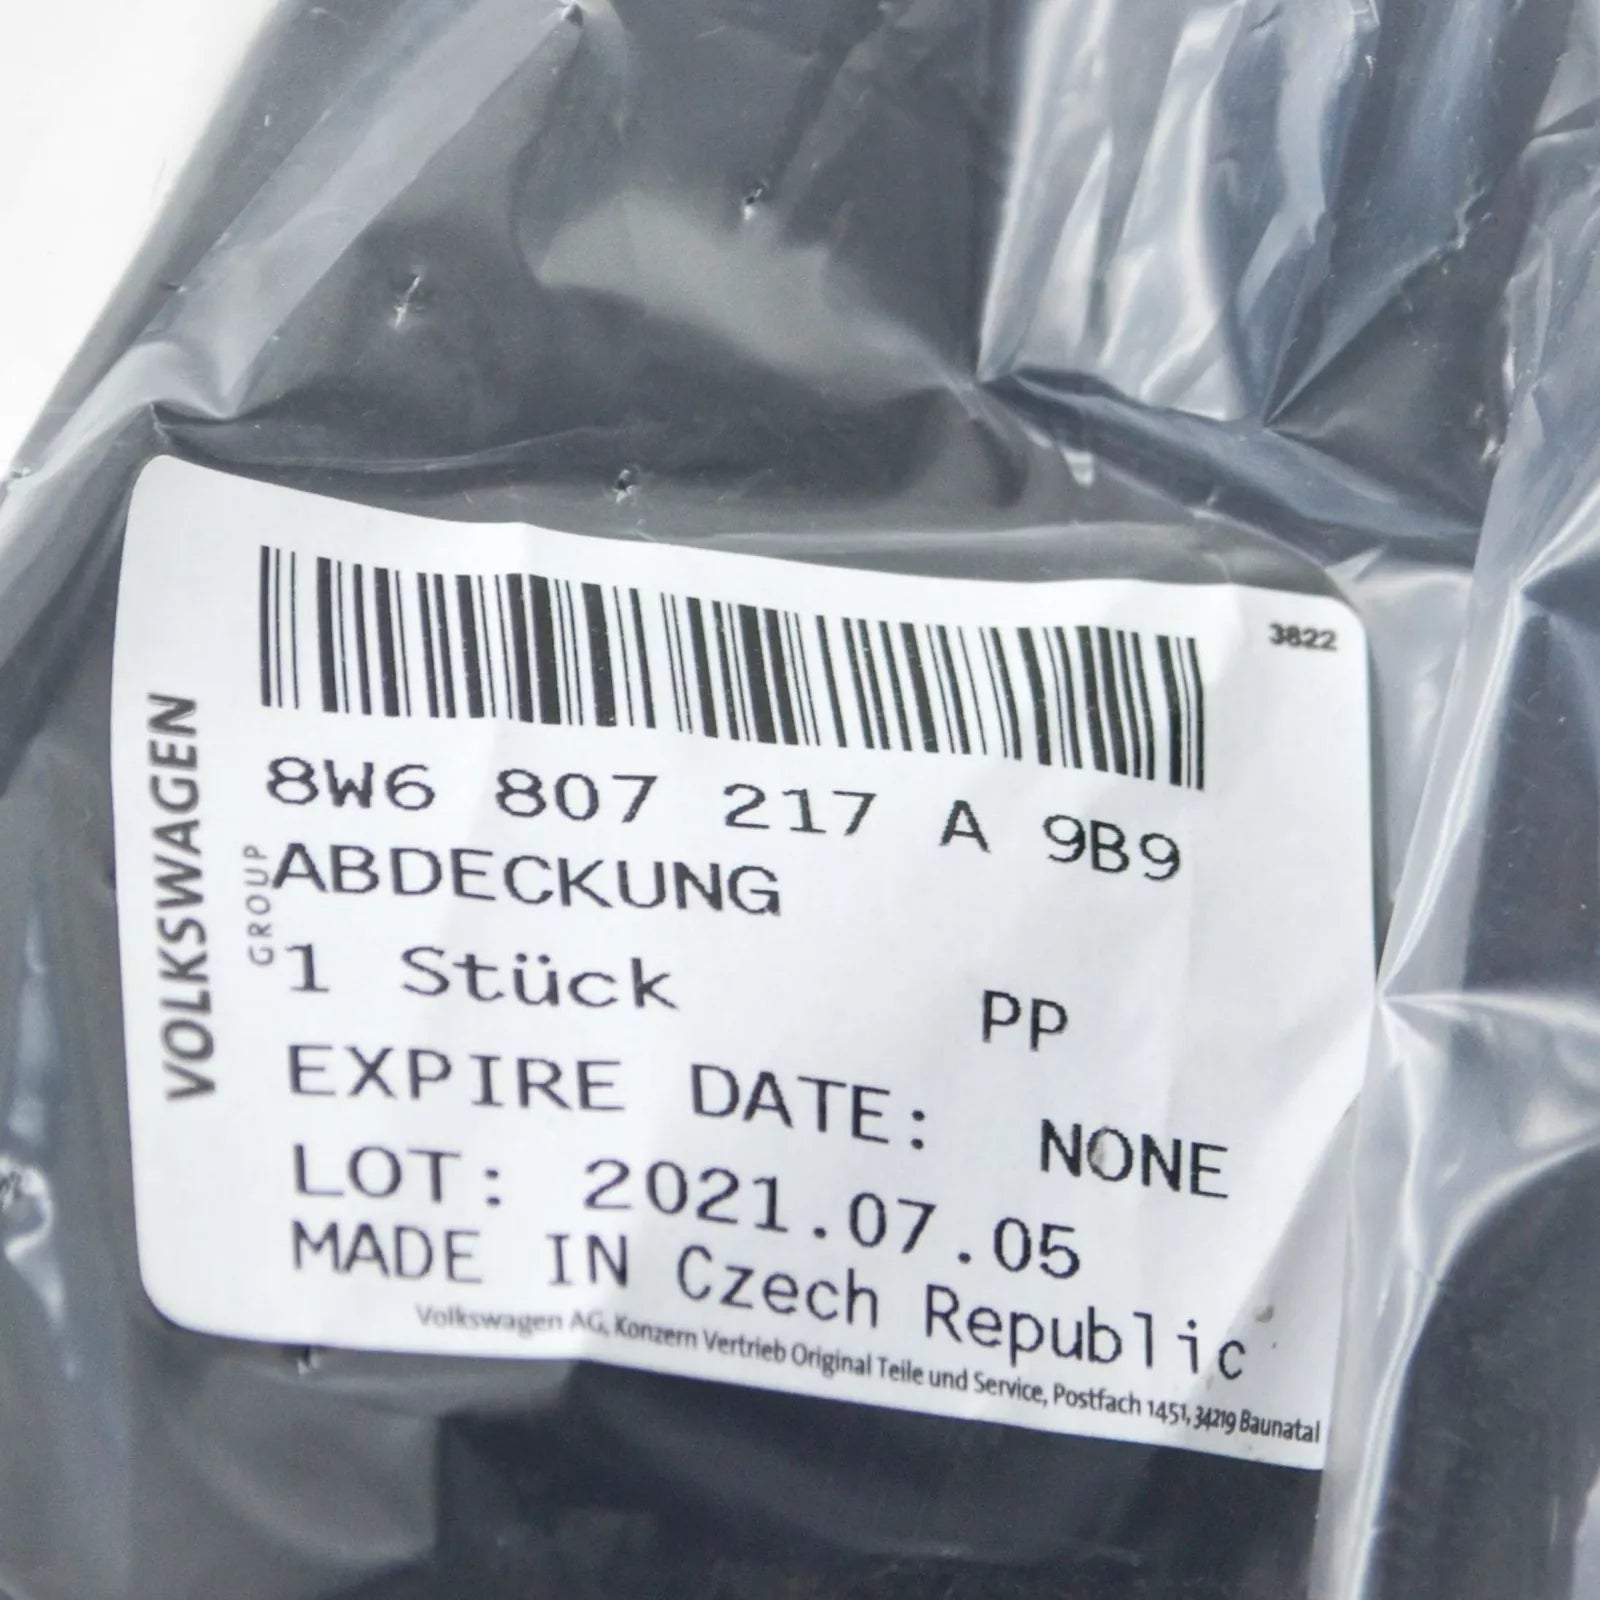 3822
VOLKSWAGEN
GROUP
8W6 807 217 A 9B9
ABDECKUNG
1 Stück PP
EXPIRE DATE: NONE
LOT: 2021.07.05
MADE IN Czech Republic
Volkswagen AG, Konzern Vertrieb Original Teile und Service, Postfach 1451, 34219 Baunatal